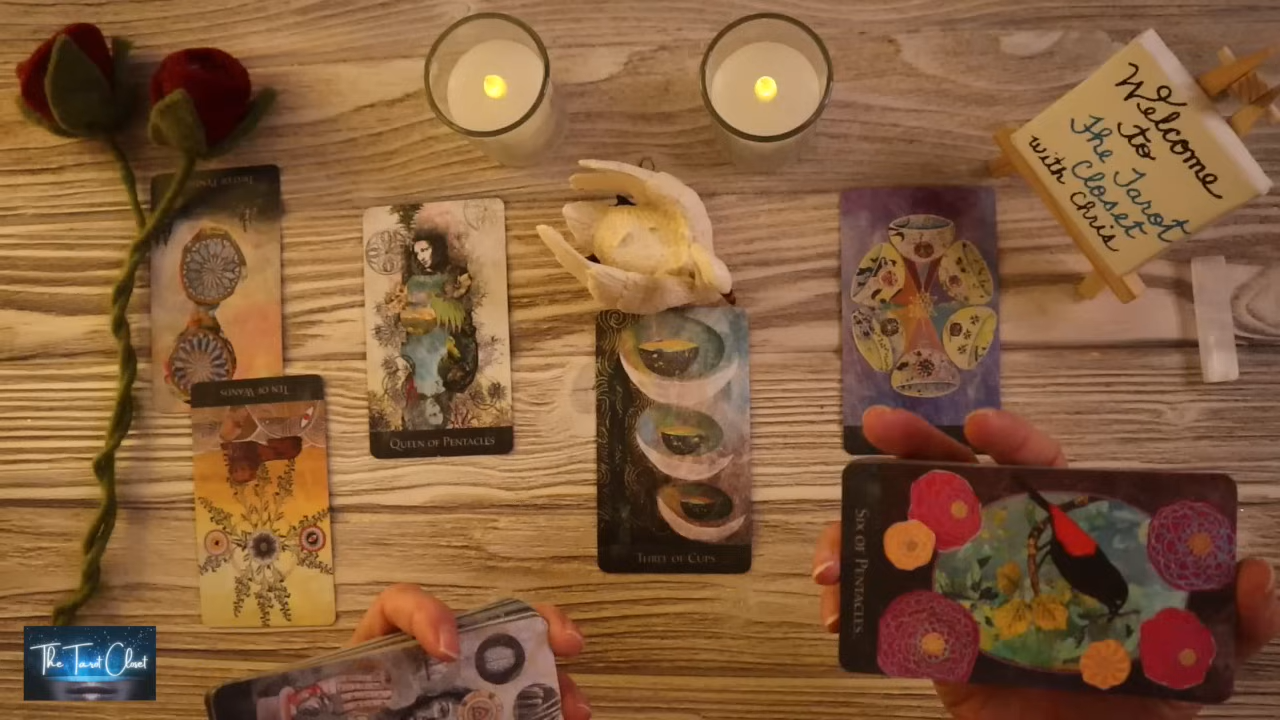 Welcome
to
The Tarot
Closet
with Chris
TEN OF WANDS
QUEEN OF PENTACLES
THREE OF CUPS
SIX OF PENTACLES
The Tarot Closet